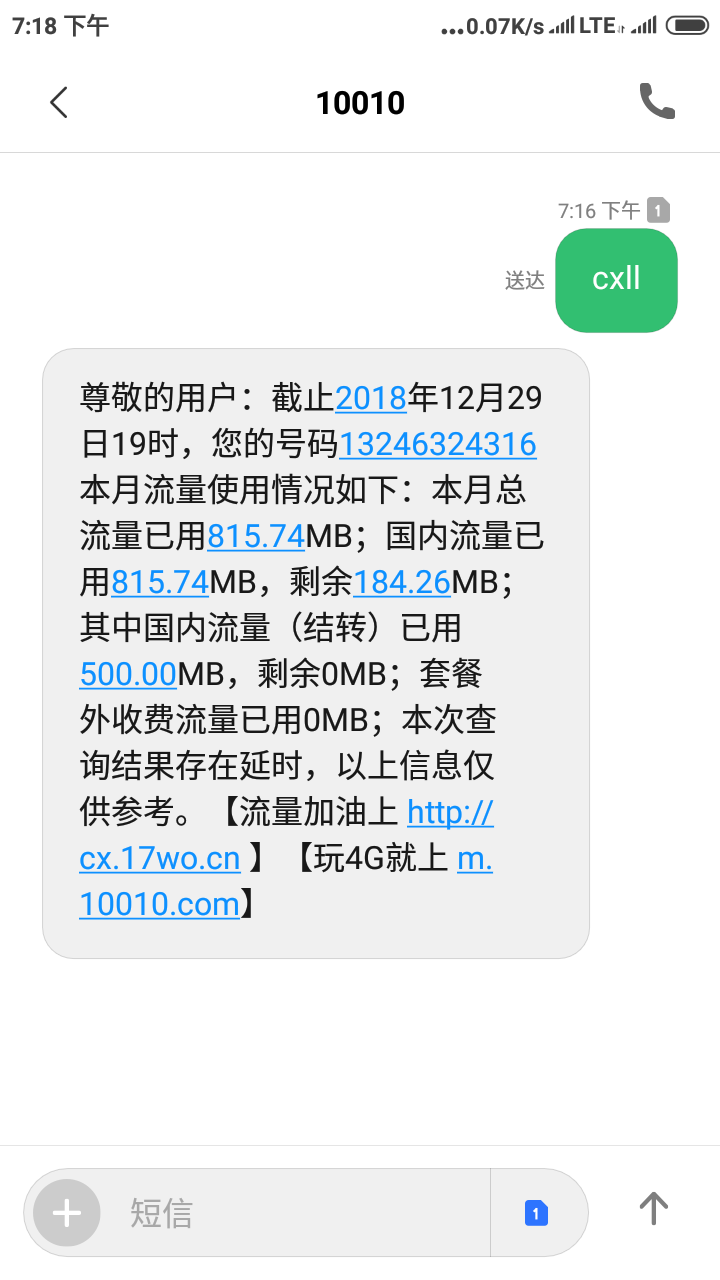 7:18 下午
...0.07K/s LTE
10010
7:16 下午 1
送达 cxll
尊敬的用户：截止2018年12月29
日19时，您的号码13246324316
本月流量使用情况如下：本月总
流量已用815.74MB；国内流量已
用815.74MB，剩余184.26MB；
其中国内流量（结转）已用
500.00MB，剩余0MB；套餐
外收费流量已用0MB；本次查
询结果存在延时，以上信息仅
供参考。【流量加油上 http://
cx.17wo.cn 】【玩4G就上 m.
10010.com】
短信 1